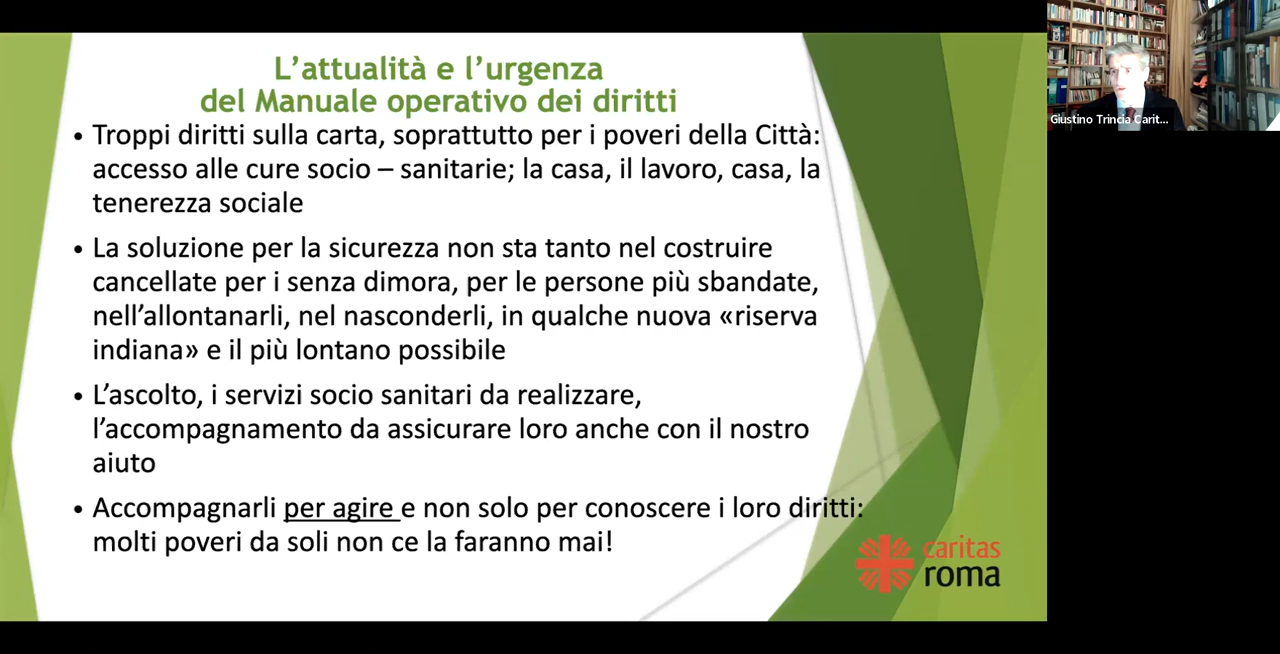 L’attualità e l’urgenza
del Manuale operativo dei diritti
• Troppi diritti sulla carta, soprattutto per i poveri della Città:
accesso alle cure socio – sanitarie; la casa, il lavoro, casa, la
tenerezza sociale
• La soluzione per la sicurezza non sta tanto nel costruire
cancellate per i senza dimora, per le persone più sbandate,
nell’allontanarli, nel nasconderli, in qualche nuova «riserva
indiana» e il più lontano possibile
• L’ascolto, i servizi socio sanitari da realizzare,
l’accompagnamento da assicurare loro anche con il nostro
aiuto
• Accompagnarli per agire e non solo per conoscere i loro diritti:
molti poveri da soli non ce la faranno mai!
caritas
roma
Giustino Trincia Carit...